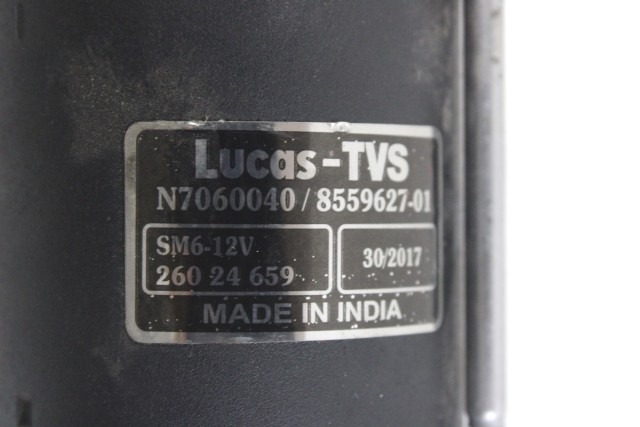 Lucas-TVS
N7060040/8559627-01
SM6-12V
260 24 659
30/2017
MADE IN INDIA